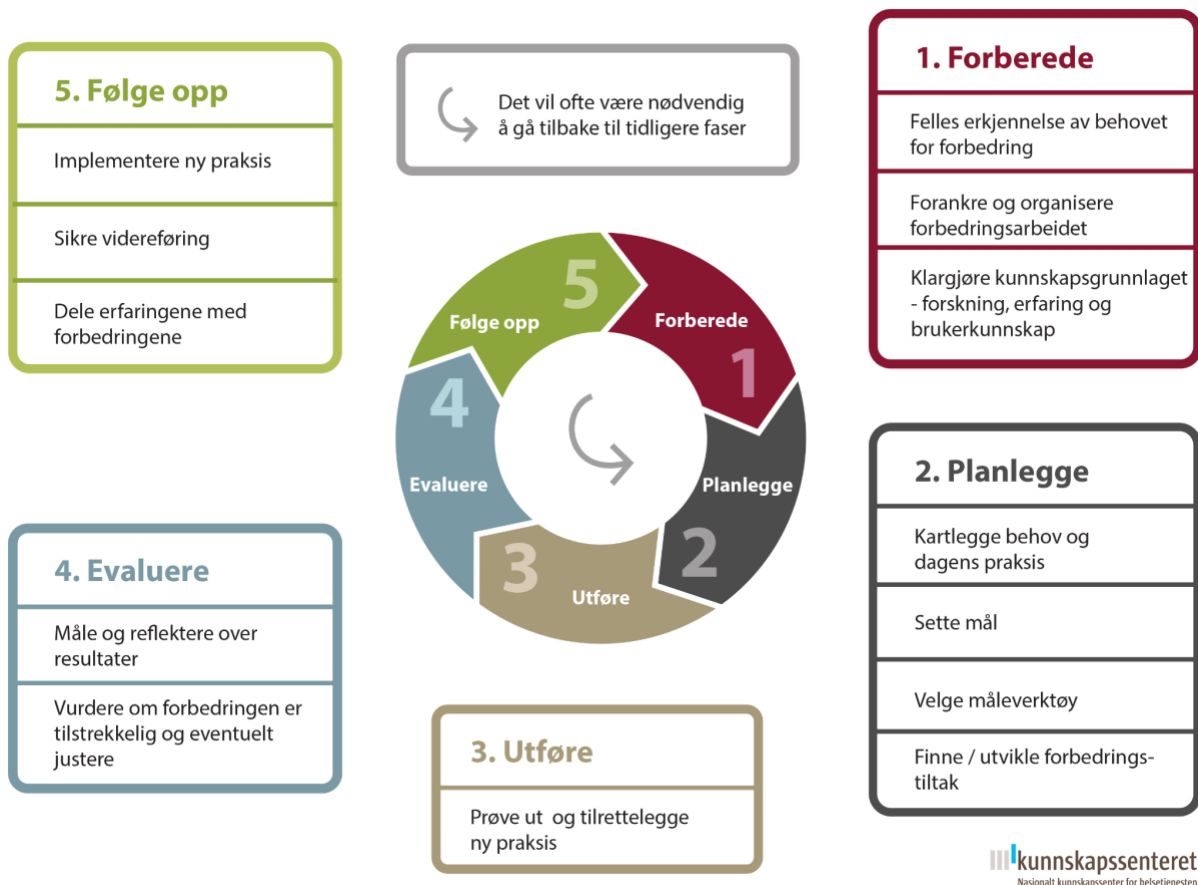 1. Forberede
Felles erkjennelse av behovet
for forbedring
Forankre og organisere
forbedringsarbeidet
Klargjøre kunnskapsgrunnlaget
- forskning, erfaring og
brukerkunnskap
2. Planlegge
Kartlegge behov og
dagens praksis
Sette mål
Velge måleverktøy
Finne / utvikle forbedrings-
tiltak
3. Utføre
Prøve ut og tilrettelegge
ny praksis
4. Evaluere
Måle og reflektere over
resultater
Vurdere om forbedringen er
tilstrekkelig og eventuelt
justere
5. Følge opp
Implementere ny praksis
Sikre videreføring
Dele erfaringene med
forbedringene
Det vil ofte være nødvendig
å gå tilbake til tidligere faser
Forberede
1
Planlegge
2
Utføre
3
Evaluere
4
Følge opp
5
kunnskapssenteret
Nasjonalt kunnskapssenter for helsetjenesten